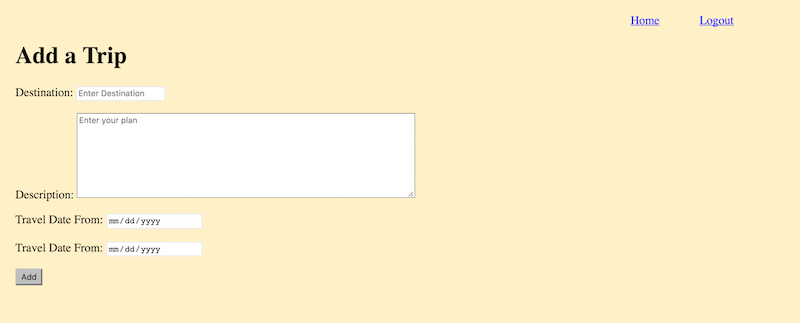 Home Logout
Add a Trip
Destination: Enter Destination
Enter your plan
Description:
Travel Date From: mm/dd/yyyy
Travel Date From: mm/dd/yyyy
Add